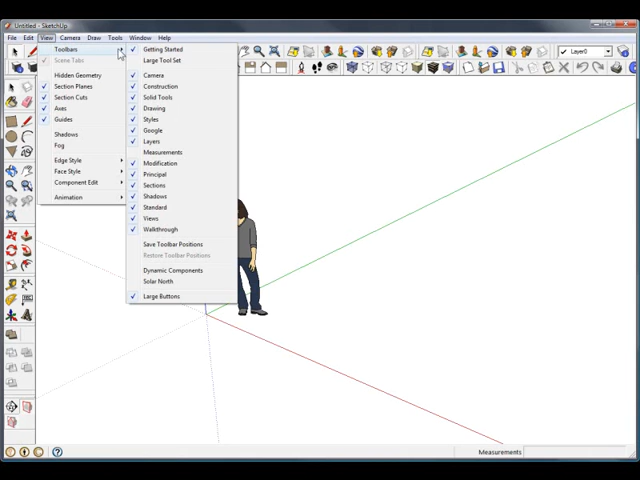 Untitled - SketchUp
File Edit View Camera Draw Tools Window Help
Toolbars
Scene Tabs
Hidden Geometry
Section Planes
Section Cuts
Axes
Guides
Shadows
Fog
Edge Style
Face Style
Component Edit
Animation
Getting Started
Large Tool Set
Camera
Construction
Solid Tools
Drawing
Styles
Google
Layers
Measurements
Modification
Principal
Sections
Shadows
Standard
Views
Walkthrough
Save Toolbar Positions
Restore Toolbar Positions
Dynamic Components
Solar North
Large Buttons
Layer0
Measurements